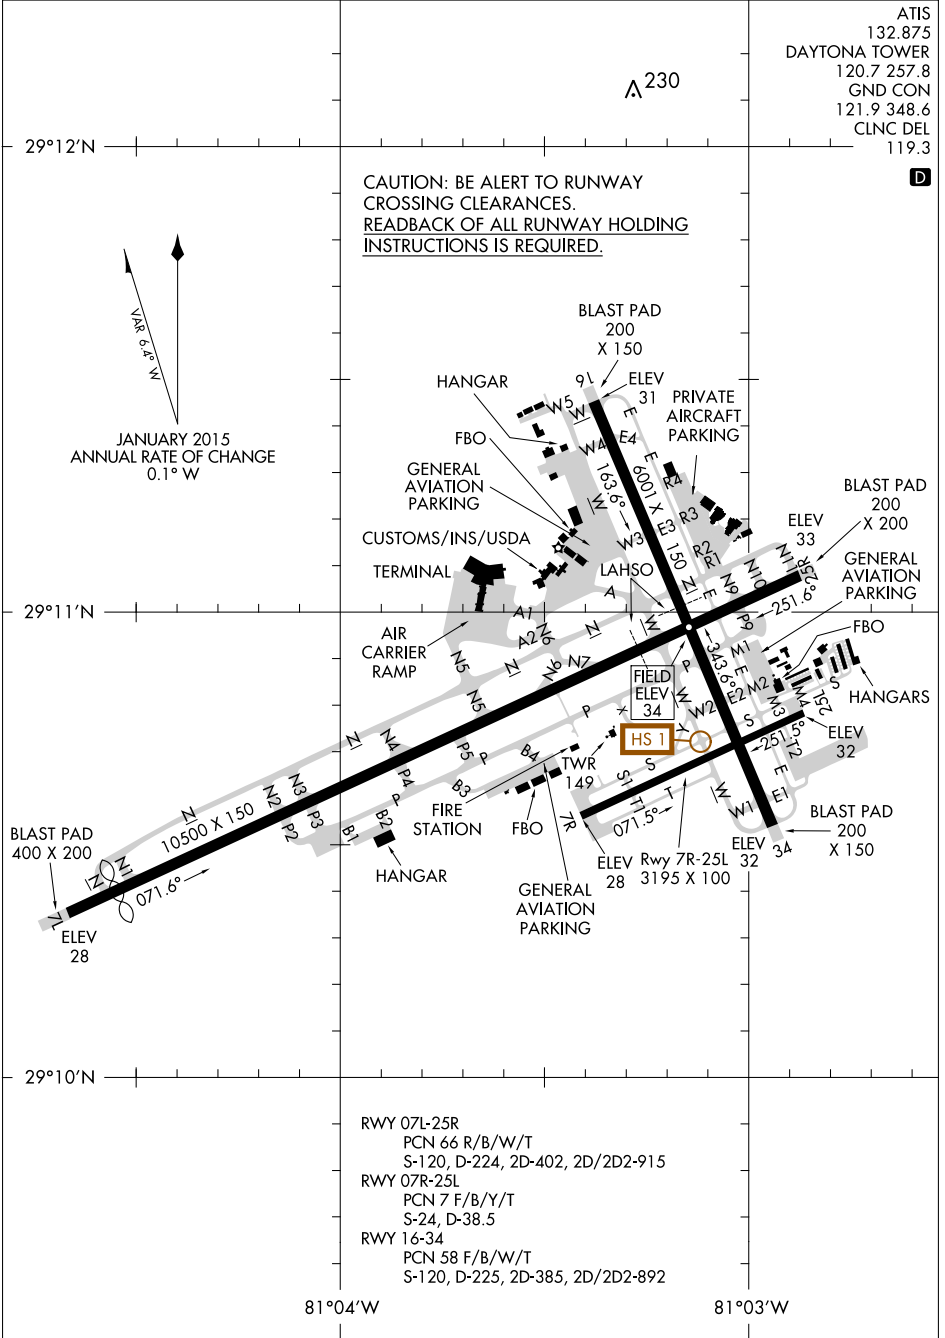 ATIS
132.875
DAYTONA TOWER
120.7 257.8
GND CON
121.9 348.6
CLNC DEL
119.3
D
230
29°12'N
CAUTION: BE ALERT TO RUNWAY
CROSSING CLEARANCES.
READBACK OF ALL RUNWAY HOLDING
INSTRUCTIONS IS REQUIRED.
VAR 6.4° W
JANUARY 2015
ANNUAL RATE OF CHANGE
0.1° W
BLAST PAD
200
X 150
16
ELEV
31
HANGAR
W5
W
E
PRIVATE
AIRCRAFT
PARKING
FBO
W4
E4
E
GENERAL
AVIATION
PARKING
163.6°
6001 X 150
R4
W
BLAST PAD
200
X 200
CUSTOMS/INS/USDA
W3
E3
R3
ELEV
33
TERMINAL
LAHSO
R2
R1
N11
25R
GENERAL
AVIATION
PARKING
29°11'N
A
N
E
N9
N10
251.6°
A1
A2
N6
N
W
P9
FBO
AIR
CARRIER
RAMP
N5
N
N6
N7
P
343.6°
M1
E
FIELD
ELEV
34
W
W2
E2
M2
S
HANGARS
N5
P
Y
S
M3
M4
25L
HS 1
251.5°
ELEV
32
N
N4
P5
P
B4
TWR
149
S
T2
E
N3
N2
P4
B3
S1
T1
T
W
E1
N
P
FIRE
STATION
FBO
7R
071.5°
W1
10500 X 150
P2
P3
B1
B2
BLAST PAD
400 X 200
HANGAR
ELEV
28
Rwy 7R-25L
3195 X 100
ELEV
32
34
BLAST PAD
200
X 150
N
N1
071.6°
GENERAL
AVIATION
PARKING
7L
ELEV
28
29°10'N
RWY 07L-25R
PCN 66 R/B/W/T
S-120, D-224, 2D-402, 2D/2D2-915
RWY 07R-25L
PCN 7 F/B/Y/T
S-24, D-38.5
RWY 16-34
PCN 58 F/B/W/T
S-120, D-225, 2D-385, 2D/2D2-892
81°04'W
81°03'W